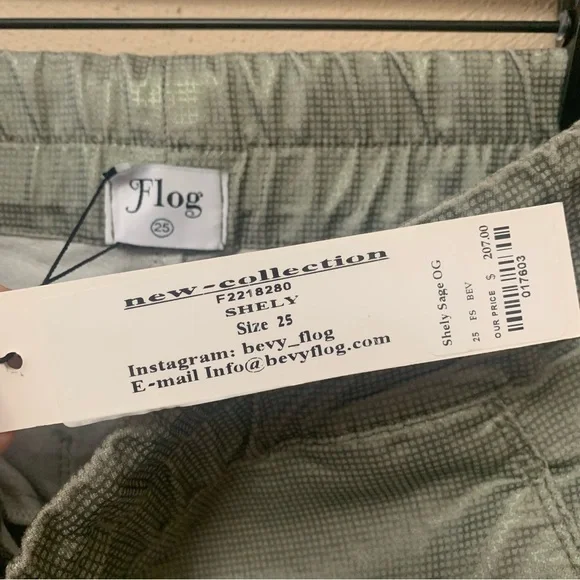 Flog
25
new-collection
F2218280
SHELY
Size 25
Instagram: bevy_flog
E-mail Info@bevyflog.com
Shely Sage OG
25 FS BEV
OUR PRICE $ 207.00
017603